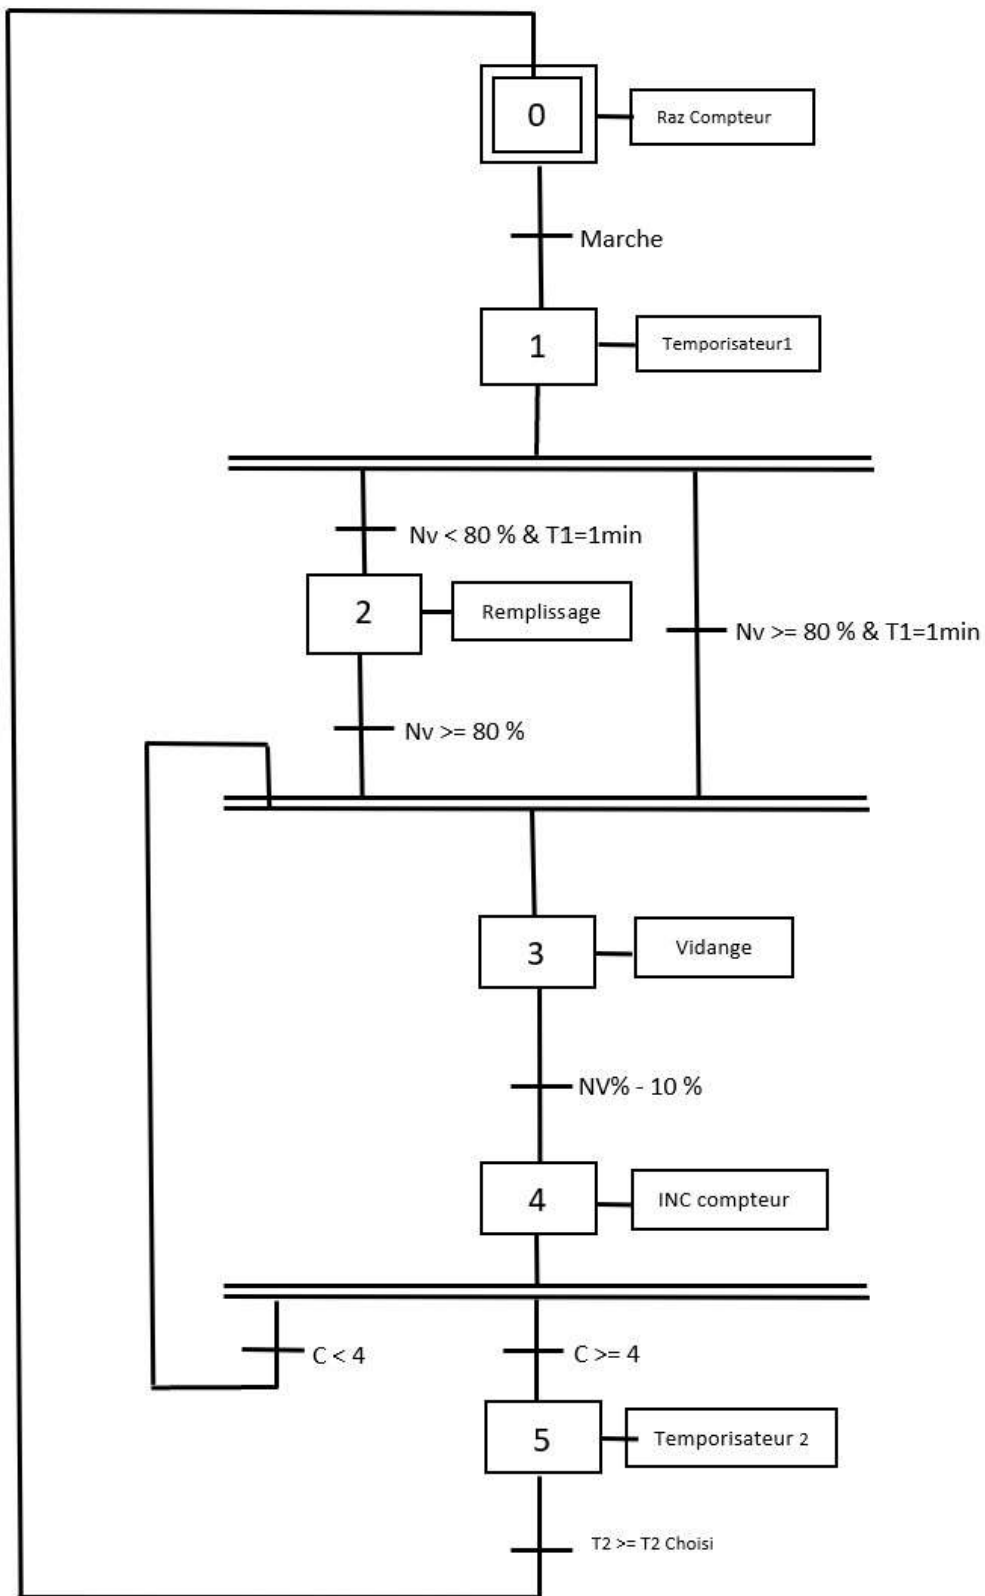 0
Raz Compteur
Marche
1
Temporisateur1
Nv < 80 % & T1=1min
2
Remplissage
Nv >= 80 % & T1=1min
Nv >= 80 %
3
Vidange
NV% - 10 %
4
INC compteur
C < 4
C >= 4
5
Temporisateur 2
T2 >= T2 Choisi